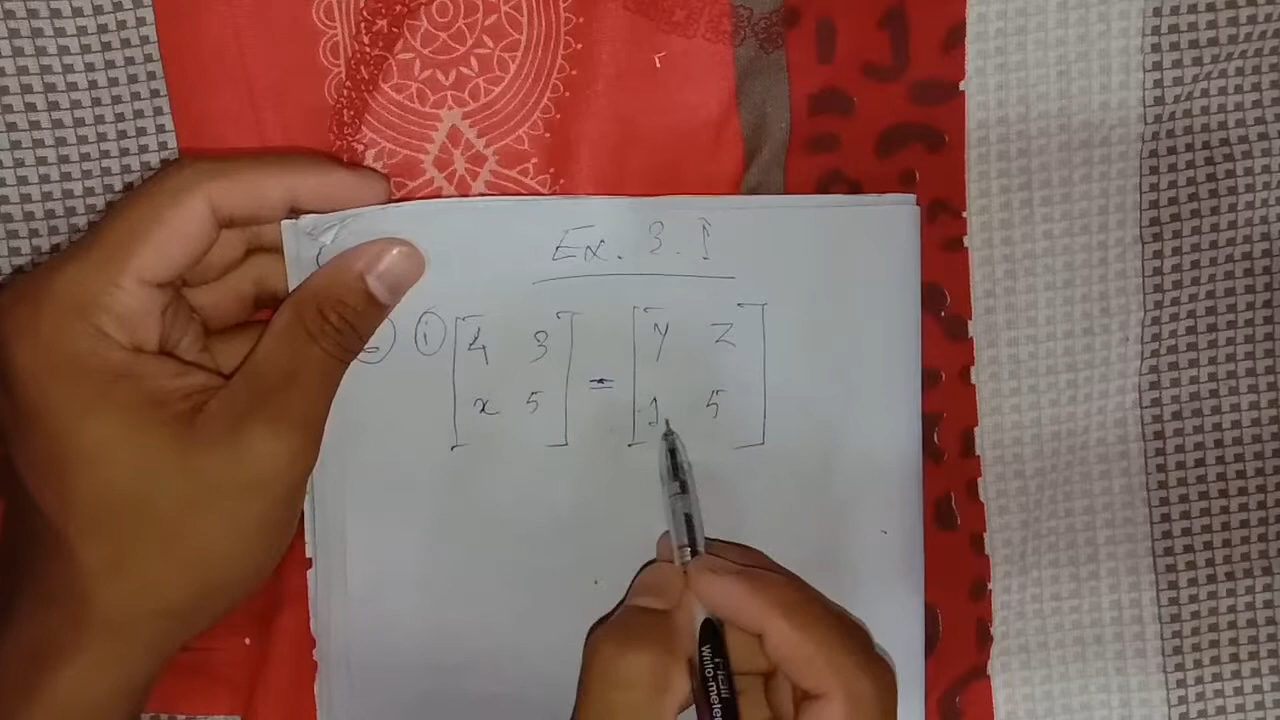 Ex. 3.1
(i) [4 3] = [y z]
[x 5] [1 5]
Writo-meter